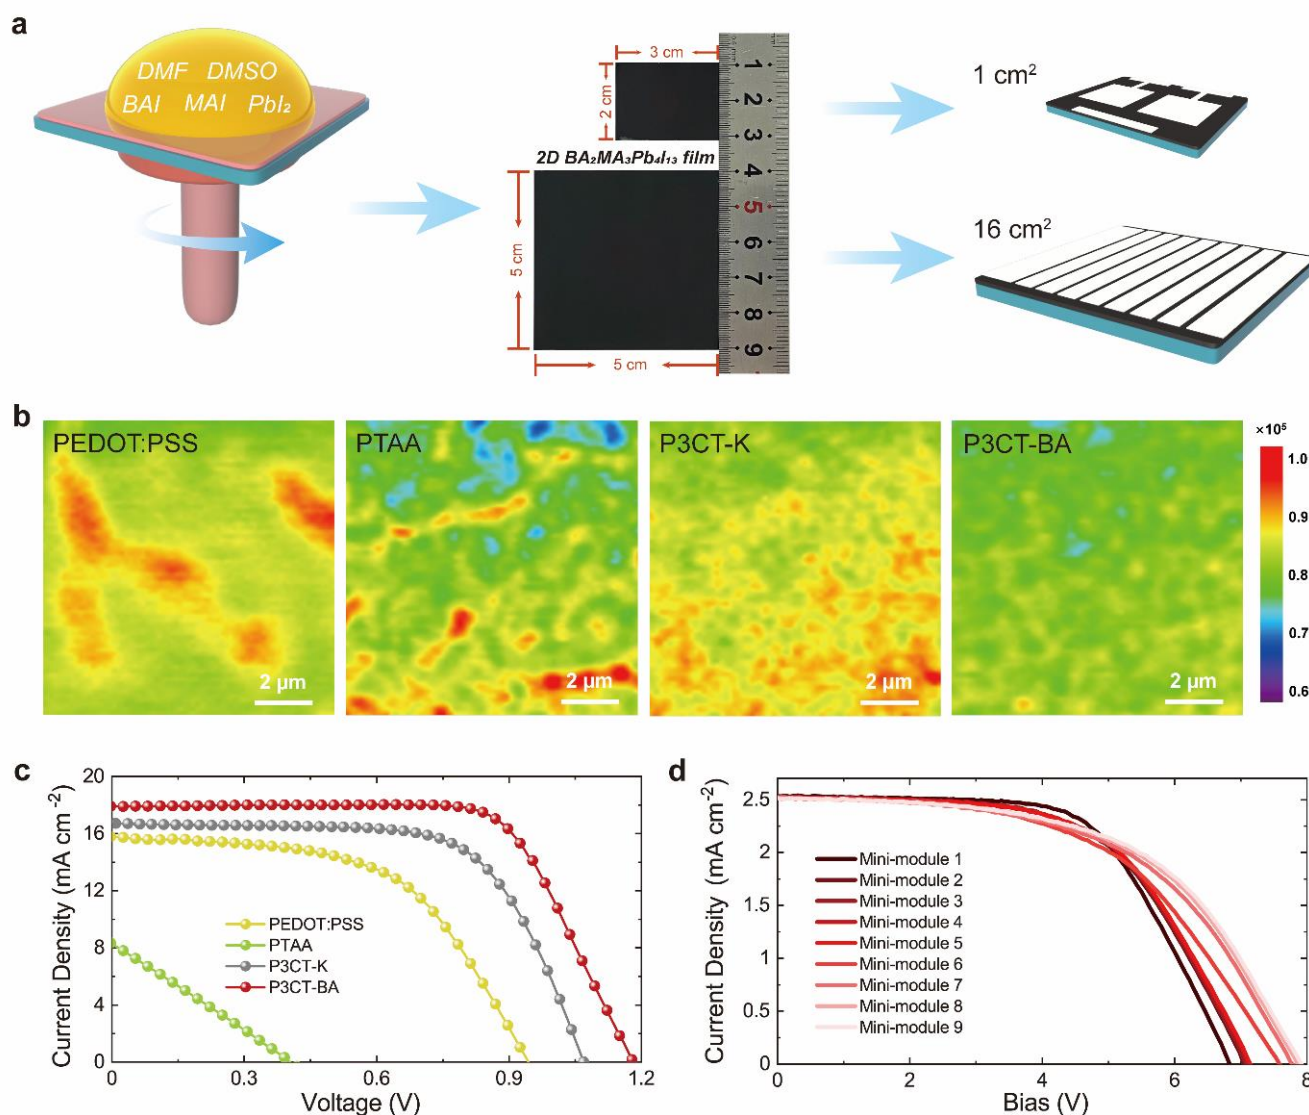 a
DMF DMSO
BAI MAI PbI₂
3 cm
2 cm
2D BA₂MA₃Pb₄I₁₃ film
5 cm
5 cm
1
2
3
4
5
6
7
8
9
1 cm²
16 cm²
b
PEDOT:PSS
2 μm
PTAA
2 μm
P3CT-K
2 μm
P3CT-BA
2 μm
×10⁵
1.0
0.9
0.8
0.7
0.6
c
Current Density (mA cm⁻²)
20
16
12
8
4
0
PEDOT:PSS
PTAA
P3CT-K
P3CT-BA
0 0.3 0.6 0.9 1.2
Voltage (V)
d
Current Density (mA cm⁻²)
2.5
2
1.5
1
0.5
0
Mini-module 1
Mini-module 2
Mini-module 3
Mini-module 4
Mini-module 5
Mini-module 6
Mini-module 7
Mini-module 8
Mini-module 9
0 2 4 6 8
Bias (V)